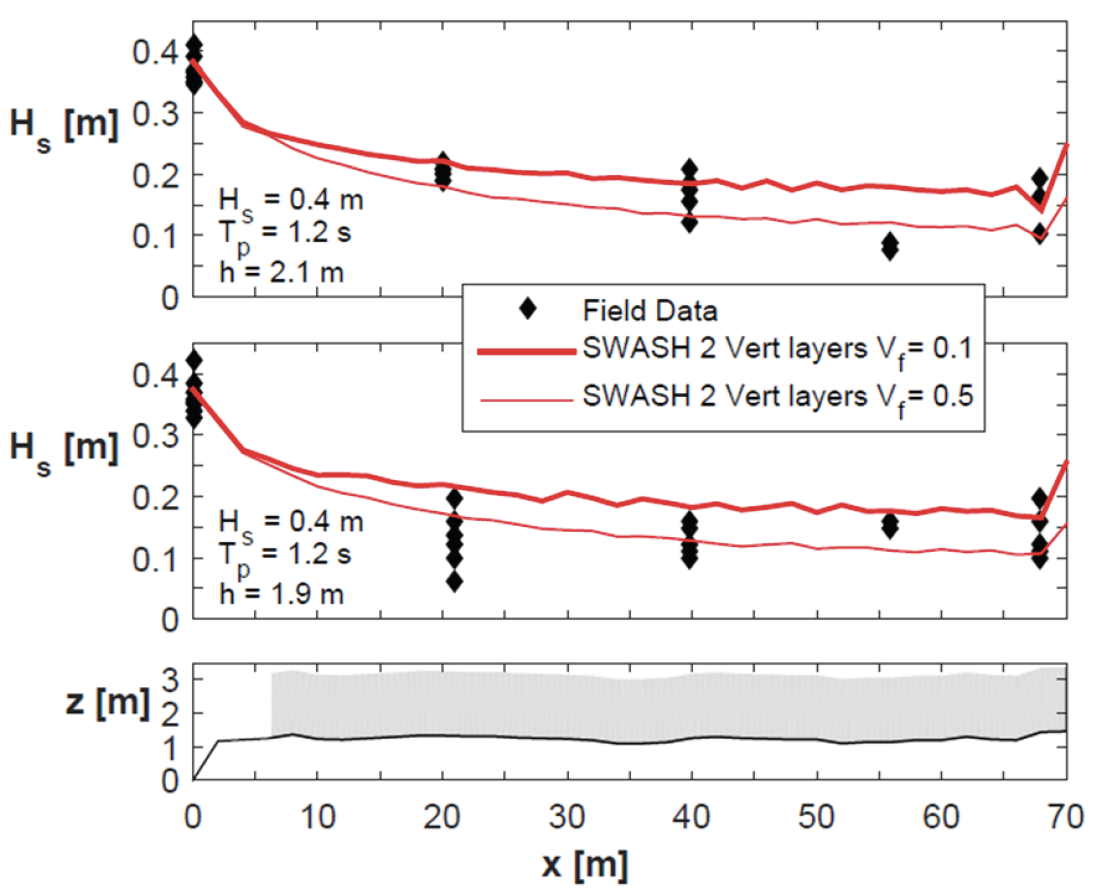 0.4
0.3
0.2
0.1
0
H_s [m]
H_s = 0.4 m
T_p = 1.2 s
h = 2.1 m
Field Data
SWASH 2 Vert layers V_f = 0.1
SWASH 2 Vert layers V_f = 0.5
0.4
0.3
0.2
0.1
0
H_s [m]
H_s = 0.4 m
T_p = 1.2 s
h = 1.9 m
3
2
1
0
z [m]
0 10 20 30 40 50 60 70
x [m]